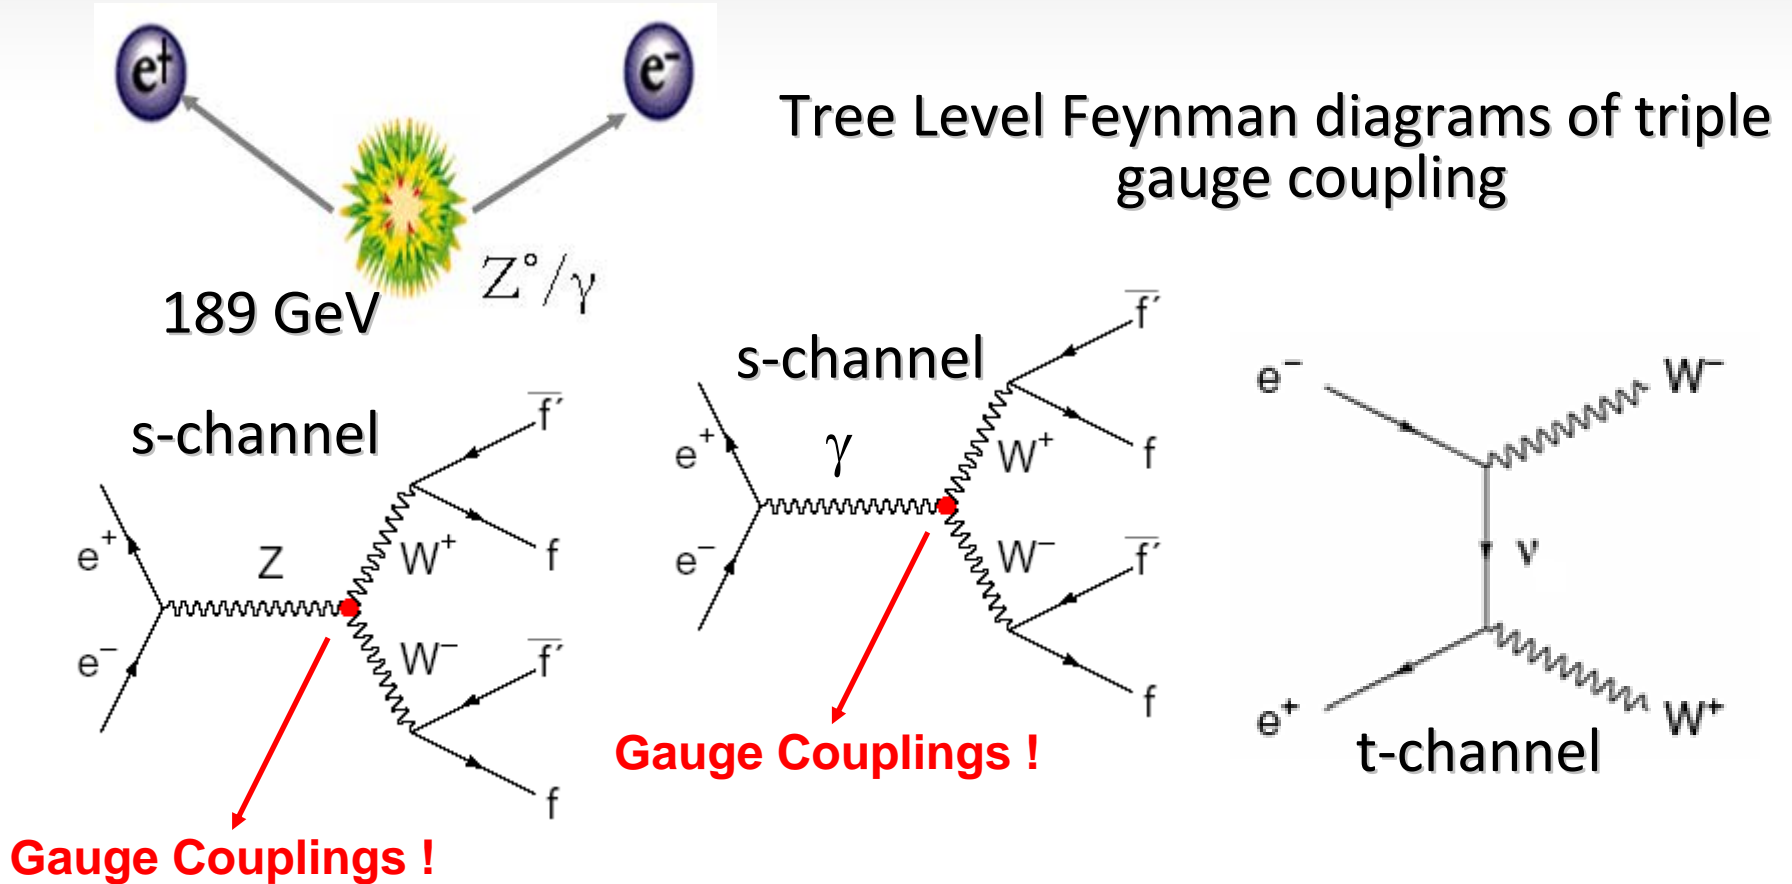 e+
e-
Tree Level Feynman diagrams of triple
gauge coupling
Z°/γ
189 GeV
s-channel
e+
e−
Z
W+
W−
f̅′
f
f̅′
f
Gauge Couplings !
s-channel
e+
e−
γ
W+
W−
f̅′
f
f̅′
f
Gauge Couplings !
e−
W−
ν
e+
W+
t-channel